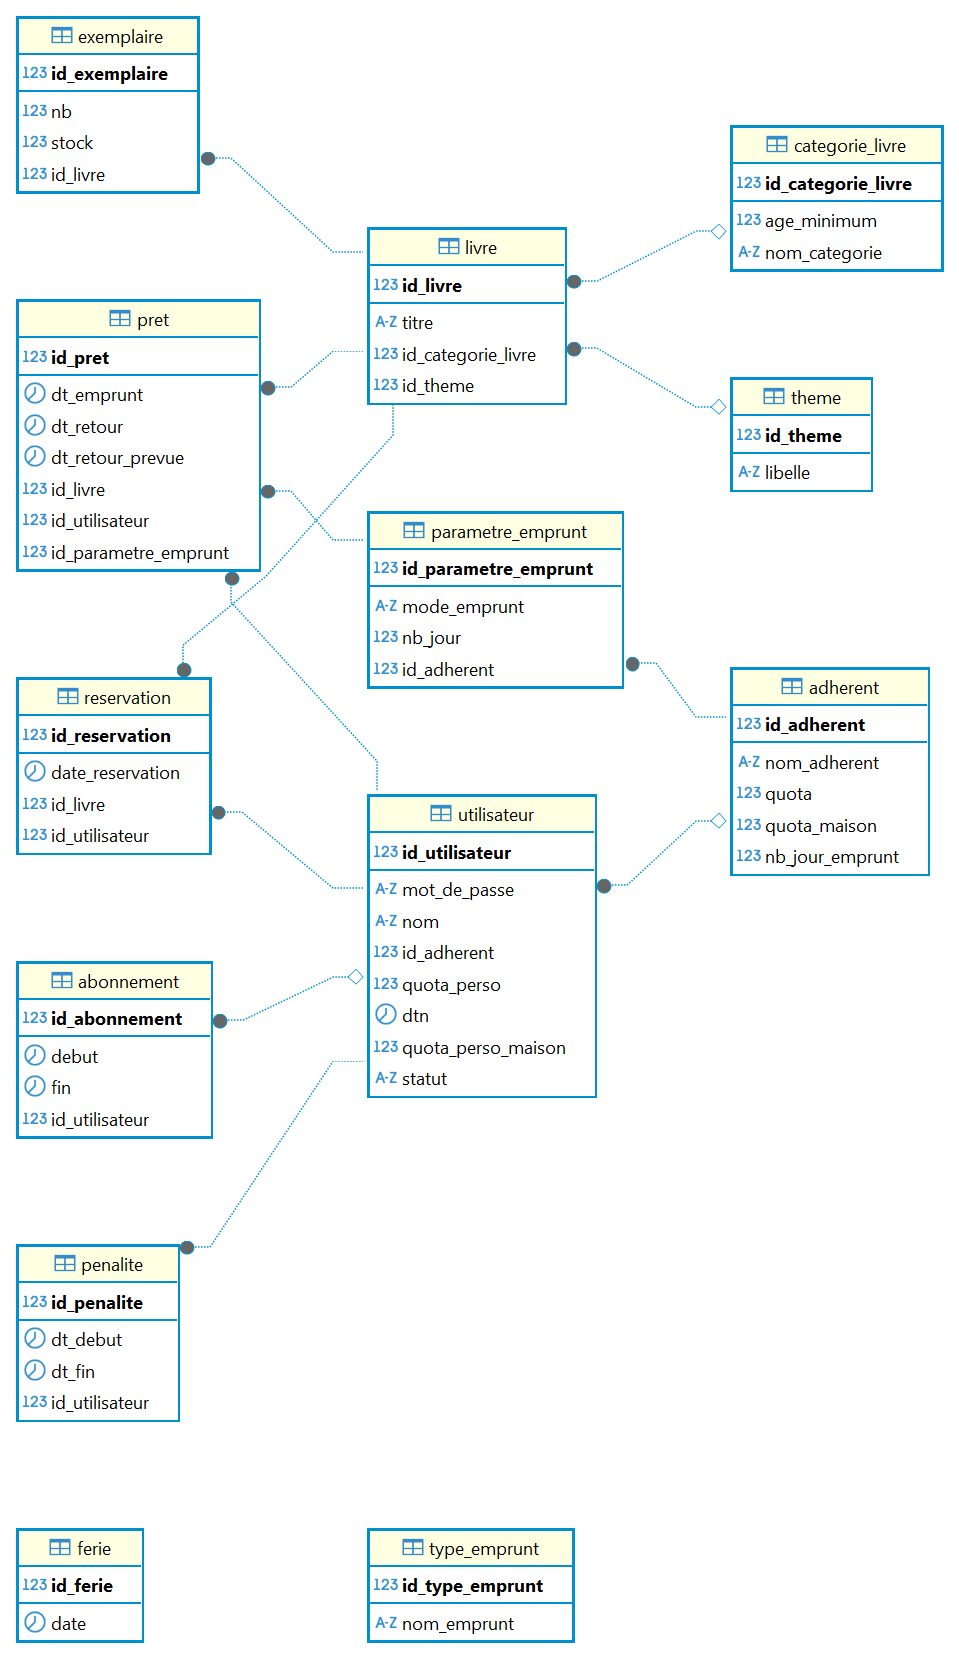 exemplaire
123 id_exemplaire
123 nb
123 stock
123 id_livre
categorie_livre
123 id_categorie_livre
123 age_minimum
A-Z nom_categorie
livre
123 id_livre
A-Z titre
123 id_categorie_livre
123 id_theme
pret
123 id_pret
dt_emprunt
dt_retour
dt_retour_prevue
123 id_livre
123 id_utilisateur
123 id_parametre_emprunt
theme
123 id_theme
A-Z libelle
parametre_emprunt
123 id_parametre_emprunt
A-Z mode_emprunt
123 nb_jour
123 id_adherent
reservation
123 id_reservation
date_reservation
123 id_livre
123 id_utilisateur
adherent
123 id_adherent
A-Z nom_adherent
123 quota
123 quota_maison
123 nb_jour_emprunt
utilisateur
123 id_utilisateur
A-Z mot_de_passe
A-Z nom
123 id_adherent
123 quota_perso
dtn
123 quota_perso_maison
A-Z statut
abonnement
123 id_abonnement
debut
fin
123 id_utilisateur
penalite
123 id_penalite
dt_debut
dt_fin
123 id_utilisateur
ferie
123 id_ferie
date
type_emprunt
123 id_type_emprunt
A-Z nom_emprunt